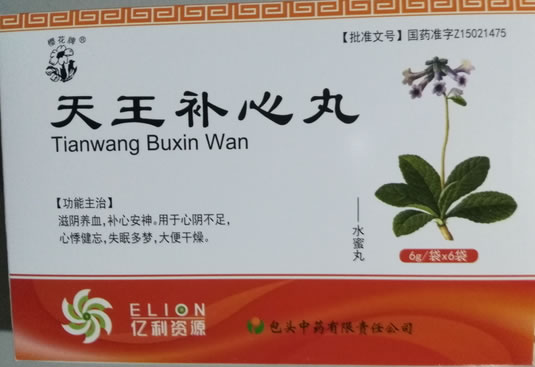 樱花牌®
【批准文号】国药准字Z15021475
天王补心丸
Tianwang Buxin Wan
【功能主治】
滋阴养血,补心安神。用于心阴不足,
心悸健忘,失眠多梦,大便干燥。
——水蜜丸
6g/袋x6袋
ELION
亿利资源
包头中药有限责任公司